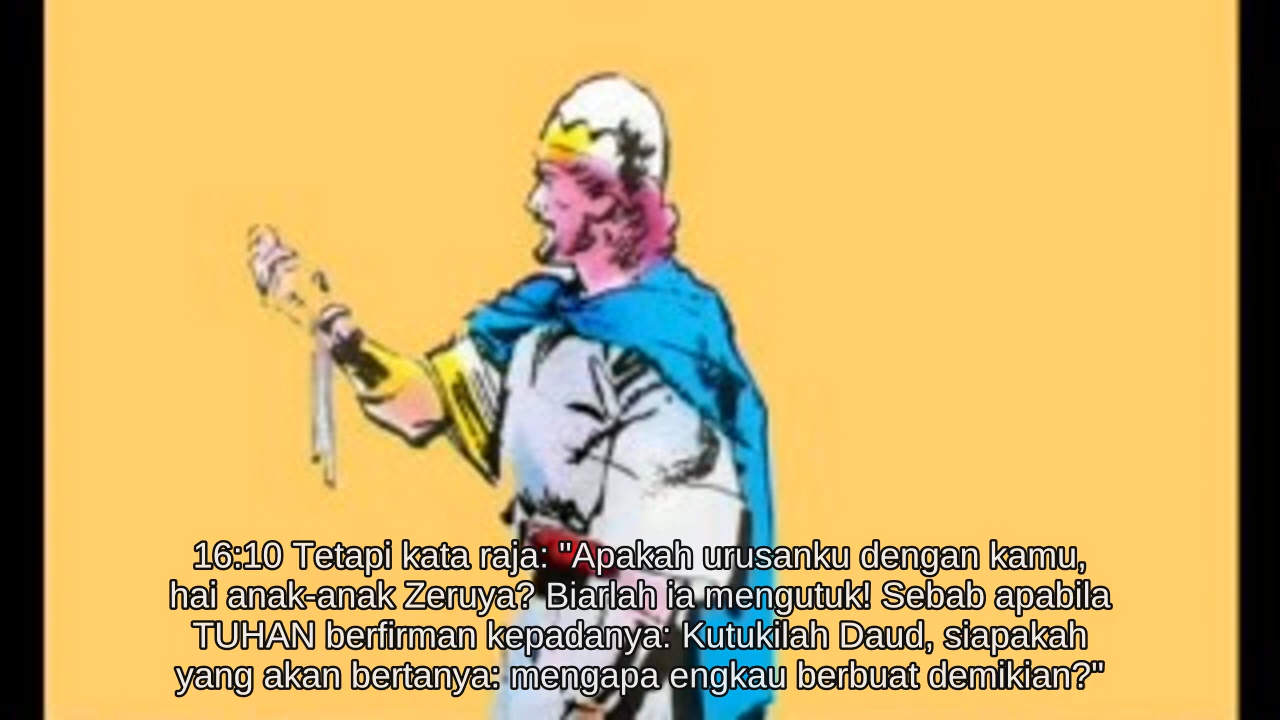 16:10 Tetapi kata raja: "Apakah urusanku dengan kamu,
hai anak-anak Zeruya? Biarlah ia mengutuk! Sebab apabila
TUHAN berfirman kepadanya: Kutukilah Daud, siapakah
yang akan bertanya: mengapa engkau berbuat demikian?"